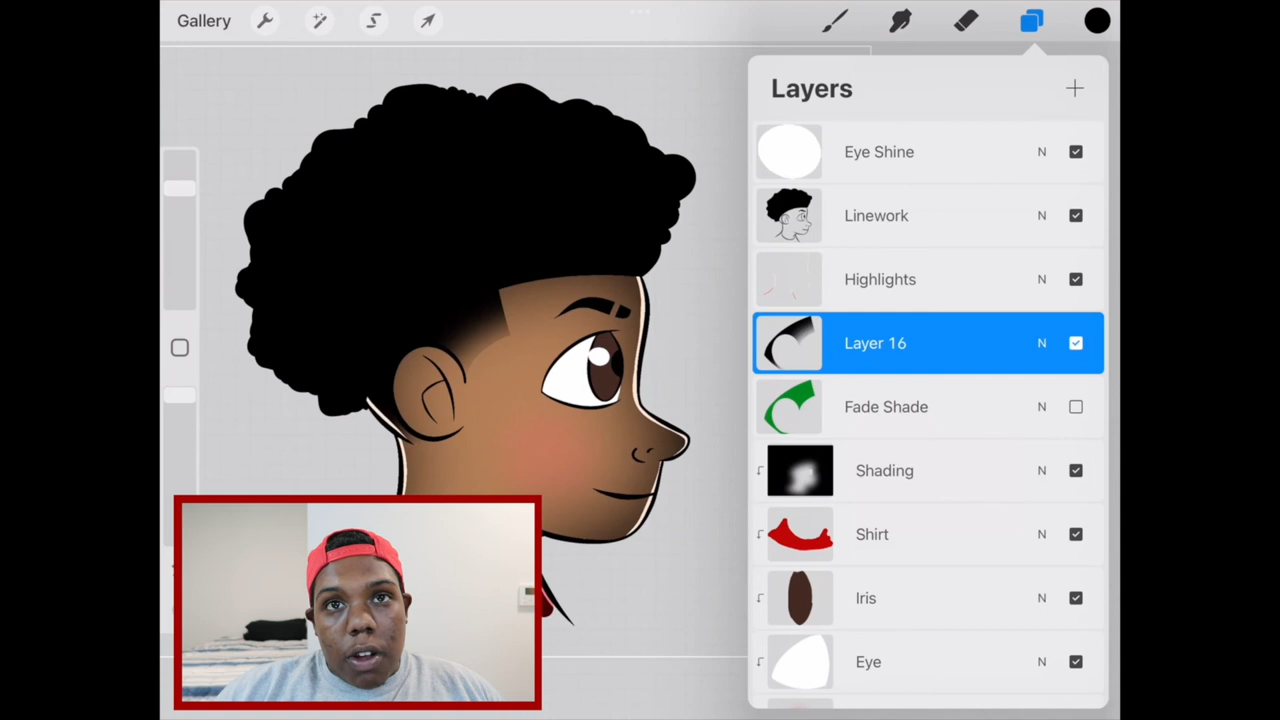 Gallery
Layers
Eye Shine N
Linework N
Highlights N
Layer 16 N
Fade Shade N
Shading N
Shirt N
Iris N
Eye N